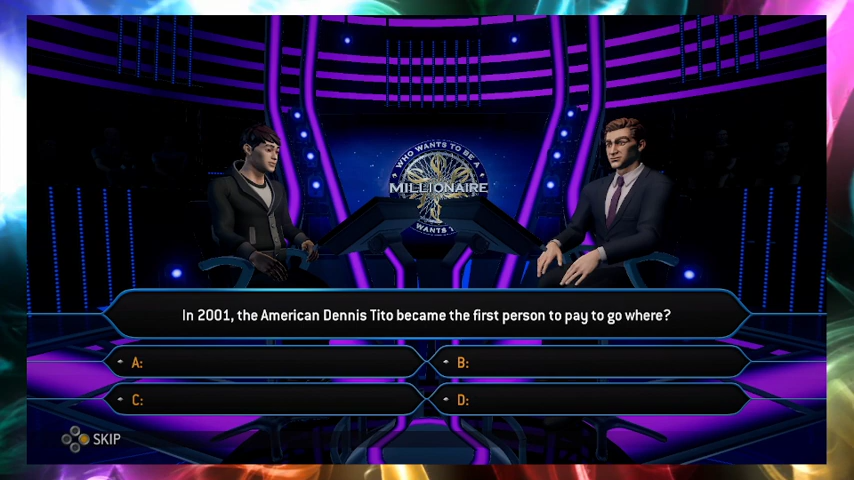 WHO WANTS TO BE A
MILLIONAIRE
WANTS T
In 2001, the American Dennis Tito became the first person to pay to go where?
A:
B:
C:
D:
SKIP